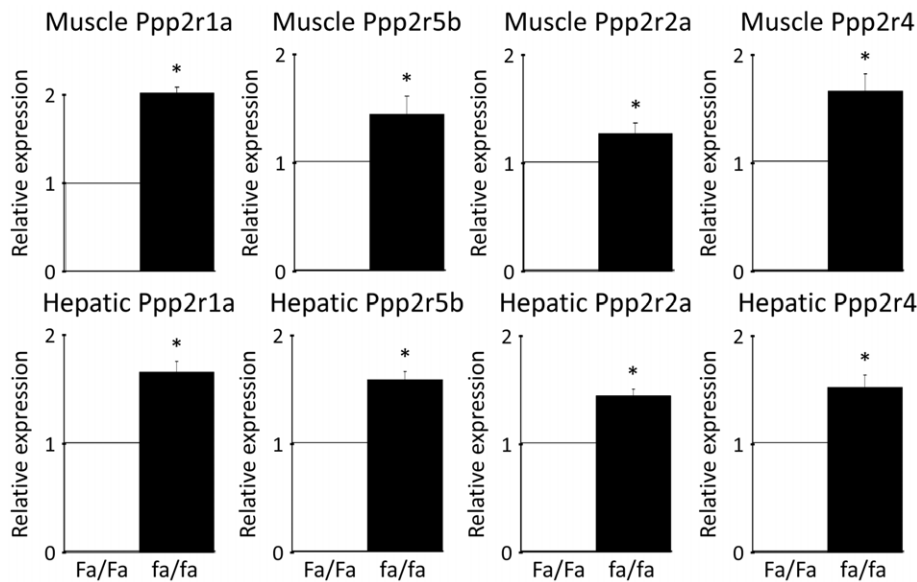 Muscle Ppp2r1a Muscle Ppp2r5b Muscle Ppp2r2a Muscle Ppp2r4
Relative expression 2 1 0 *
Relative expression 2 1 0 *
Relative expression 2 1 0 *
Relative expression 2 1 0 *
Hepatic Ppp2r1a Hepatic Ppp2r5b Hepatic Ppp2r2a Hepatic Ppp2r4
Relative expression 2 1 0 *
Relative expression 2 1 0 *
Relative expression 2 1 0 *
Relative expression 2 1 0 *
Fa/Fa fa/fa Fa/Fa fa/fa Fa/Fa fa/fa Fa/Fa fa/fa